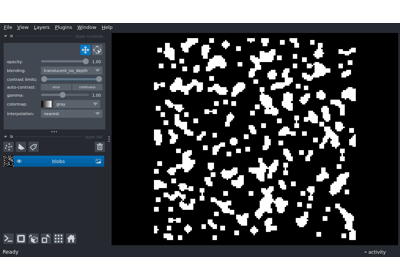 File View Layers Plugins Window Help
opacity: 1.00
blending: translucent_no_depth
contrast limits:
auto-contrast: once continuous
gamma: 1.00
colormap: gray
interpolation: nearest
blobs
Ready
activity